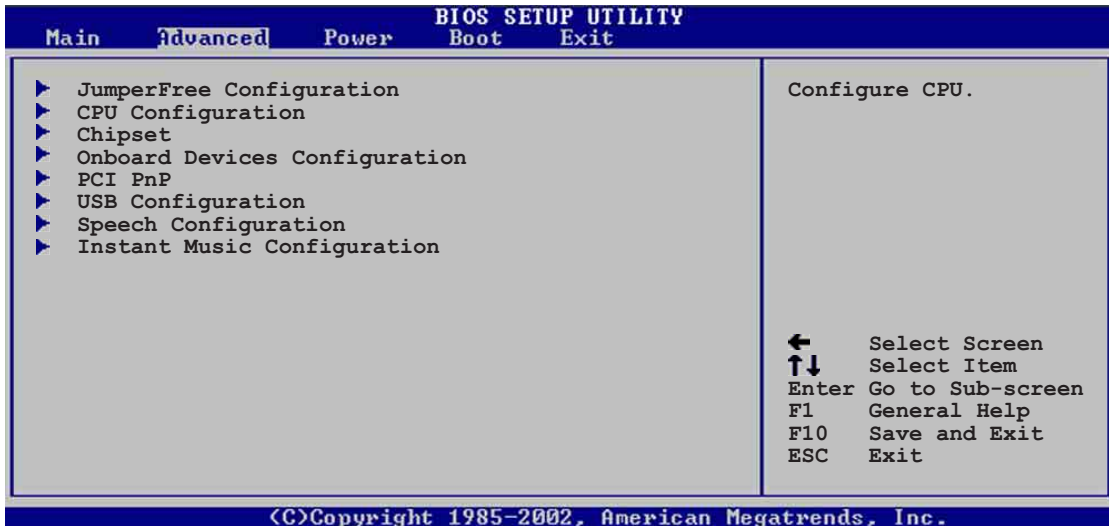 BIOS SETUP UTILITY
Main Advanced Power Boot Exit
JumperFree Configuration
CPU Configuration
Chipset
Onboard Devices Configuration
PCI PnP
USB Configuration
Speech Configuration
Instant Music Configuration
Configure CPU.
← Select Screen
↑↓ Select Item
Enter Go to Sub-screen
F1 General Help
F10 Save and Exit
ESC Exit
(C)Copyright 1985-2002, American Megatrends, Inc.